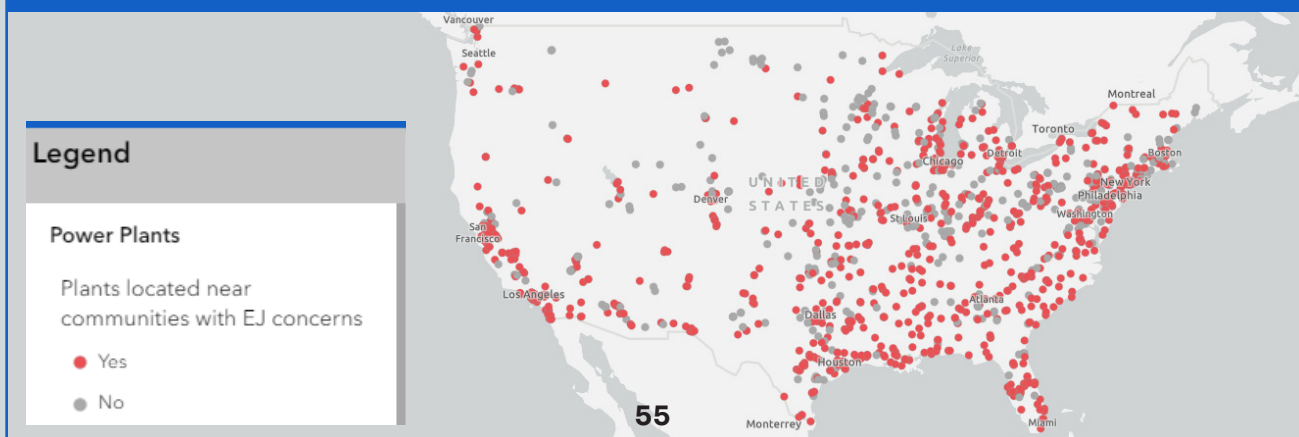 Vancouver
Seattle
Lake
Superior
Montreal
Toronto
Legend
Boston
Detroit
Chicago
New York
UNITED
Denver
Philadelphia
STATES
Washington
St Louis
San
Francisco
Power Plants
Plants located near
communities with EJ concerns
Los Angeles
Atlanta
Dallas
Yes
Houston
No
55
Monterrey
Miami